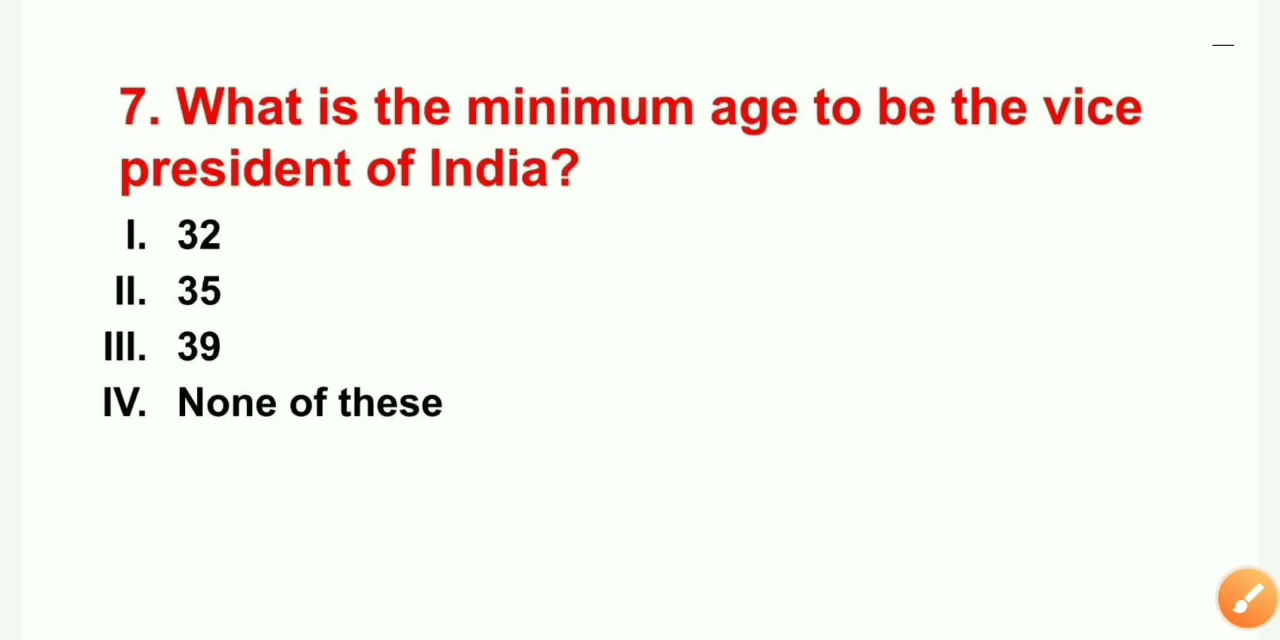 7. What is the minimum age to be the vice
president of India?
I. 32
II. 35
III. 39
IV. None of these